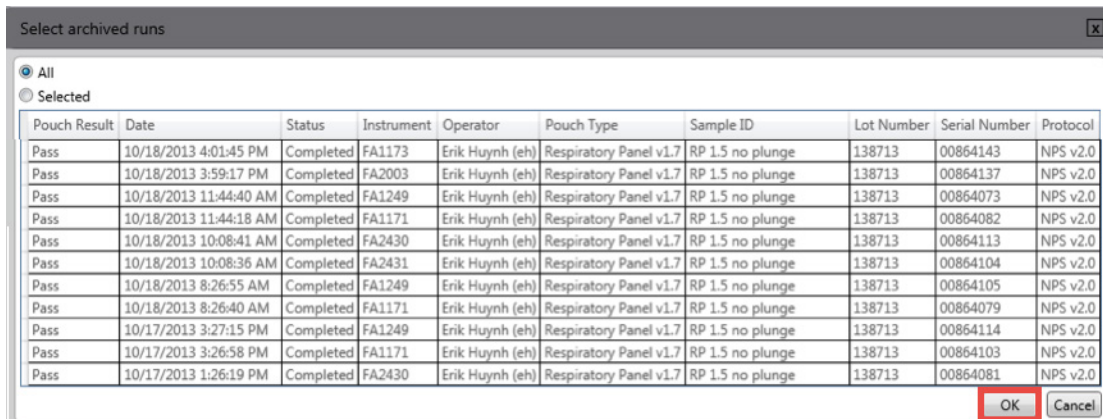 Select archived runs x
All
Selected
Pouch Result Date Status Instrument Operator Pouch Type Sample ID Lot Number Serial Number Protocol
Pass 10/18/2013 4:01:45 PM Completed FA1173 Erik Huynh (eh) Respiratory Panel v1.7 RP 1.5 no plunge 138713 00864143 NPS v2.0
Pass 10/18/2013 3:59:17 PM Completed FA2003 Erik Huynh (eh) Respiratory Panel v1.7 RP 1.5 no plunge 138713 00864137 NPS v2.0
Pass 10/18/2013 11:44:40 AM Completed FA1249 Erik Huynh (eh) Respiratory Panel v1.7 RP 1.5 no plunge 138713 00864073 NPS v2.0
Pass 10/18/2013 11:44:18 AM Completed FA1171 Erik Huynh (eh) Respiratory Panel v1.7 RP 1.5 no plunge 138713 00864082 NPS v2.0
Pass 10/18/2013 10:08:41 AM Completed FA2430 Erik Huynh (eh) Respiratory Panel v1.7 RP 1.5 no plunge 138713 00864113 NPS v2.0
Pass 10/18/2013 10:08:36 AM Completed FA2431 Erik Huynh (eh) Respiratory Panel v1.7 RP 1.5 no plunge 138713 00864104 NPS v2.0
Pass 10/18/2013 8:26:55 AM Completed FA1249 Erik Huynh (eh) Respiratory Panel v1.7 RP 1.5 no plunge 138713 00864105 NPS v2.0
Pass 10/18/2013 8:26:40 AM Completed FA1171 Erik Huynh (eh) Respiratory Panel v1.7 RP 1.5 no plunge 138713 00864079 NPS v2.0
Pass 10/17/2013 3:27:15 PM Completed FA1249 Erik Huynh (eh) Respiratory Panel v1.7 RP 1.5 no plunge 138713 00864114 NPS v2.0
Pass 10/17/2013 3:26:58 PM Completed FA1171 Erik Huynh (eh) Respiratory Panel v1.7 RP 1.5 no plunge 138713 00864103 NPS v2.0
Pass 10/17/2013 1:26:19 PM Completed FA2430 Erik Huynh (eh) Respiratory Panel v1.7 RP 1.5 no plunge 138713 00864081 NPS v2.0
OK Cancel